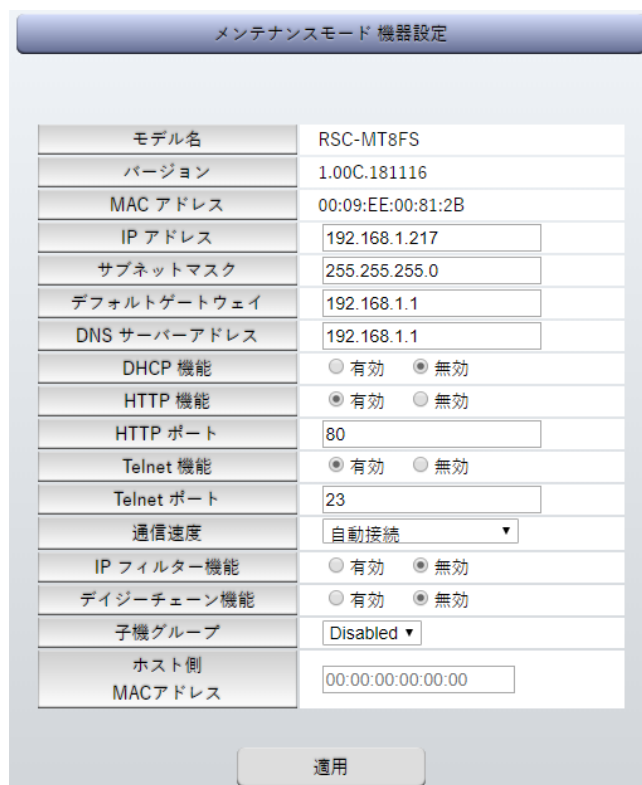 メンテナンスモード 機器設定
モデル名 RSC-MT8FS
バージョン 1.00C.181116
MAC アドレス 00:09:EE:00:81:2B
IP アドレス 192.168.1.217
サブネットマスク 255.255.255.0
デフォルトゲートウェイ 192.168.1.1
DNS サーバーアドレス 192.168.1.1
DHCP 機能 有効 無効
HTTP 機能 有効 無効
HTTP ポート 80
Telnet 機能 有効 無効
Telnet ポート 23
通信速度 自動接続
IP フィルター機能 有効 無効
デイジーチェーン機能 有効 無効
子機グループ Disabled
ホスト側
MACアドレス 00:00:00:00:00:00
適用